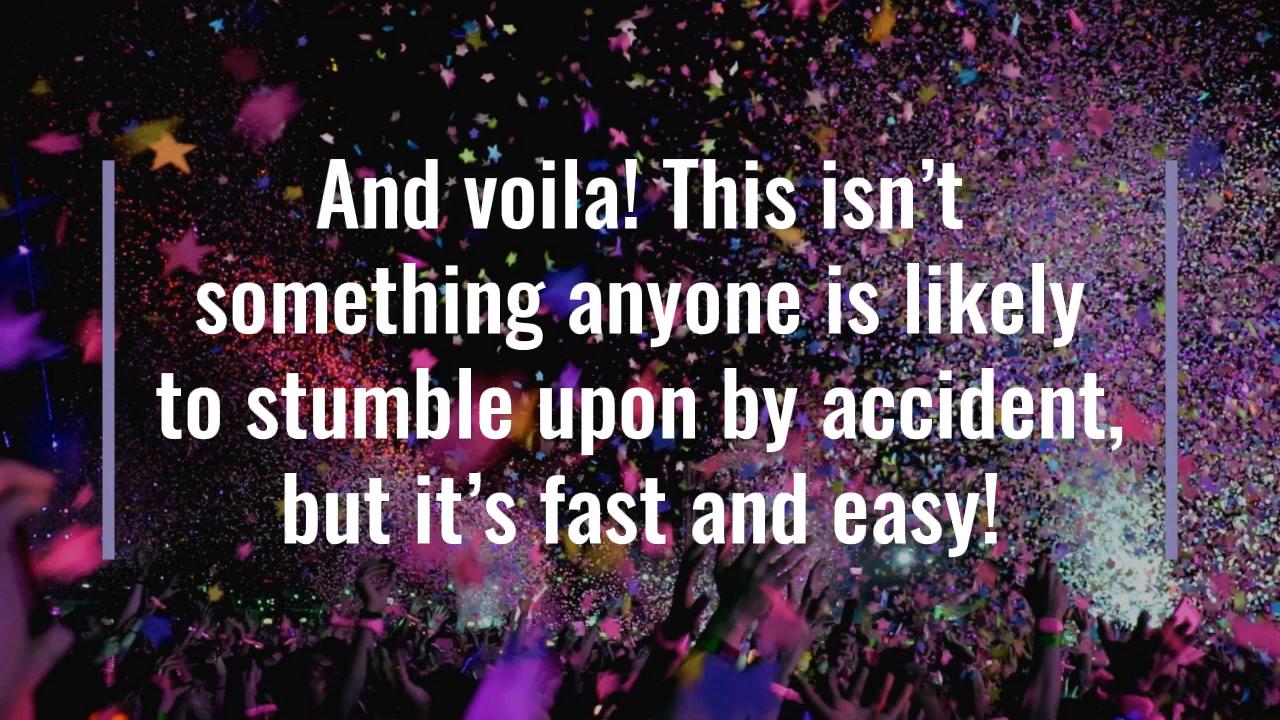 And voila! This isn’t
something anyone is likely
to stumble upon by accident,
but it’s fast and easy!